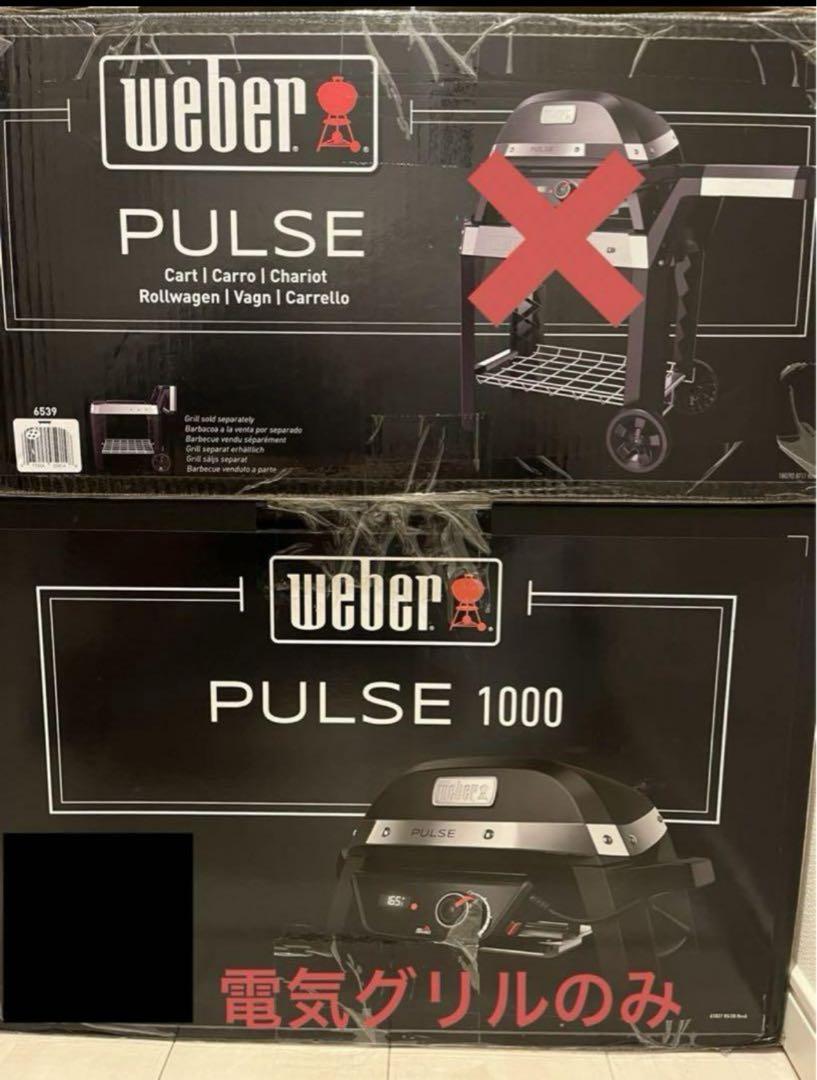 weber
PULSE
Cart | Carro | Chariot
Rollwagen | Vagn | Carrello
PULSE
6539
Grill sold separately
Barbacoa a la venta por separado
Barbecue vendu séparément
Grill separat erhältlich
Grill säljs separat
Barbecue venduto a parte
weber
PULSE 1000
weber
PULSE
165
電気グリルのみ